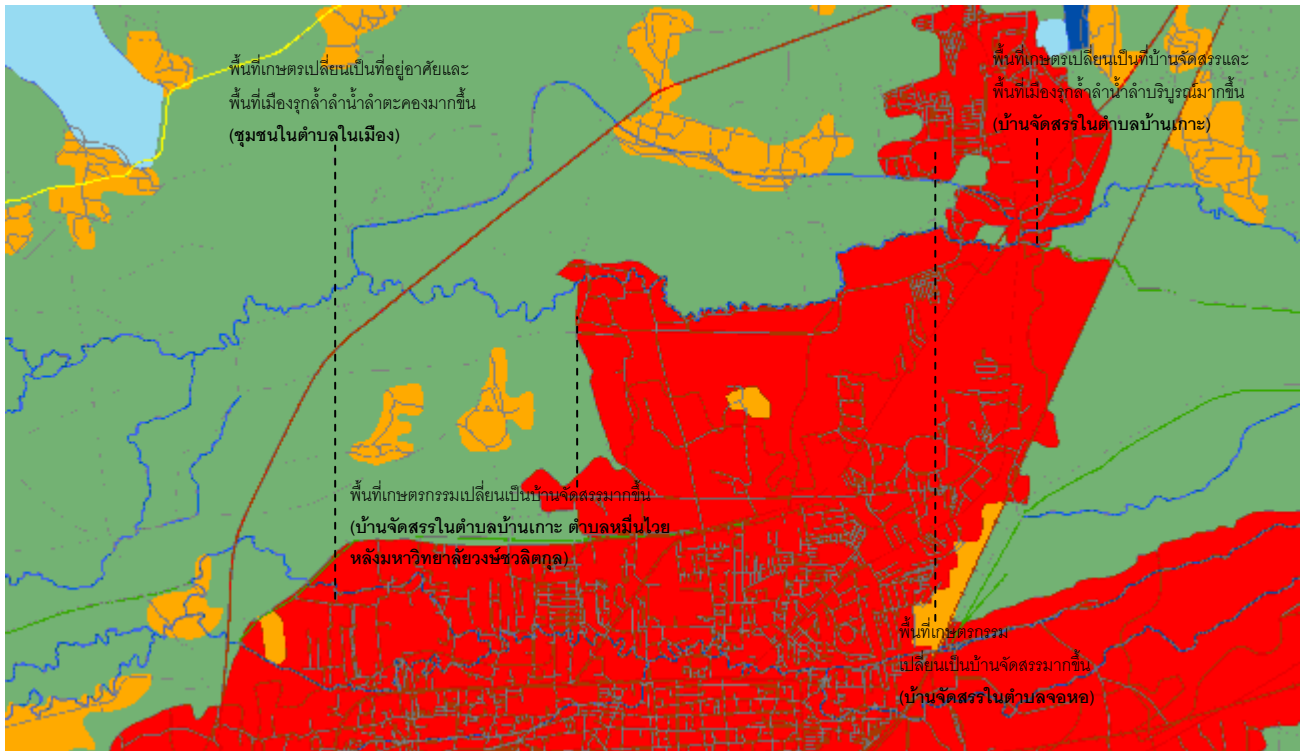 พื้นที่เกษตรเปลี่ยนเป็นที่อยู่อาศัยและ
พื้นที่เมืองรุกล้ำลำน้ำลำตะคองมากขึ้น
(ชุมชนในตำบลในเมือง)
พื้นที่เกษตรเปลี่ยนเป็นที่บ้านจัดสรรและ
พื้นที่เมืองรุกล้ำลำน้ำลำบริบูรณ์มากขึ้น
(บ้านจัดสรรในตำบลบ้านเกาะ)
พื้นที่เกษตรกรรมเปลี่ยนเป็นบ้านจัดสรรมากขึ้น
(บ้านจัดสรรในตำบลบ้านเกาะ ตำบลหมื่นไวย
หลังมหาวิทยาลัยวงษ์ชวลิตกุล)
พื้นที่เกษตรกรรม
เปลี่ยนเป็นบ้านจัดสรรมากขึ้น
(บ้านจัดสรรในตำบลจอหอ)